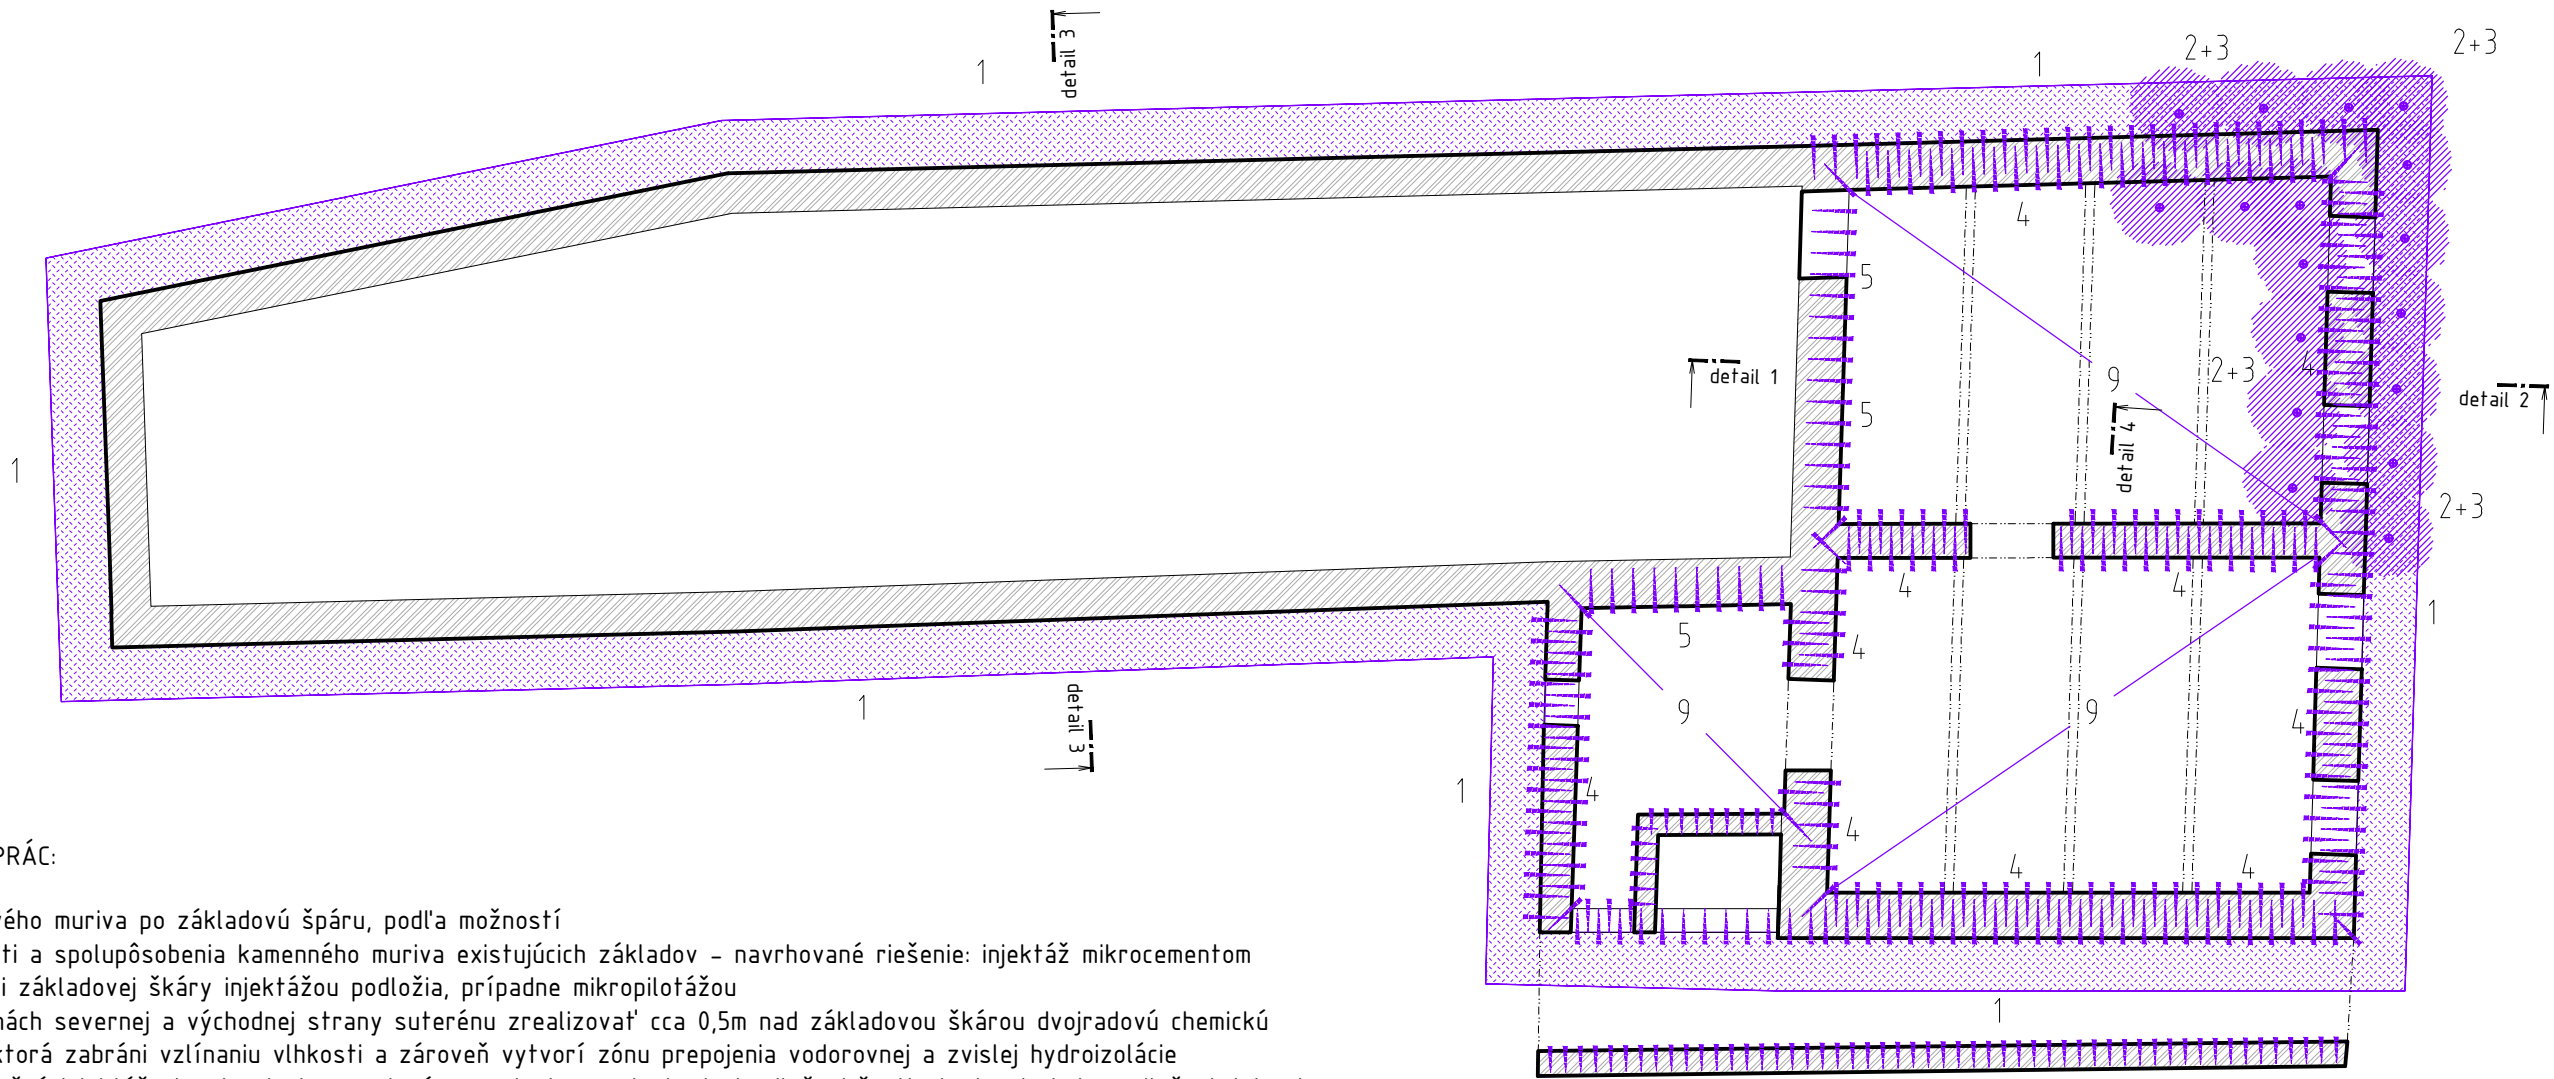 detail 3
1
1
2+3
2+3
4
5
detail 1
9
2+3
4
detail 2
5
detail 4
1
2+3
4
4
1
5
4
detail 3
1
9
9
4
1
4
4
4
4
PRÁC:
vého muriva po základovú špáru, podľa možností
ti a spolupôsobenia kamenného muriva existujúcich základov – navrhované riešenie: injektáž mikrocementom
i základovej škáry injektážou podložia, prípadne mikropilotážou
nách severnej a východnej strany suterénu zrealizovať cca 0,5m nad základovou škárou dvojradovú chemickú
ktorá zabráni vzlínaniu vlhkosti a zároveň vytvorí zónu prepojenia vodorovnej a zvislej hydroizolácie
1